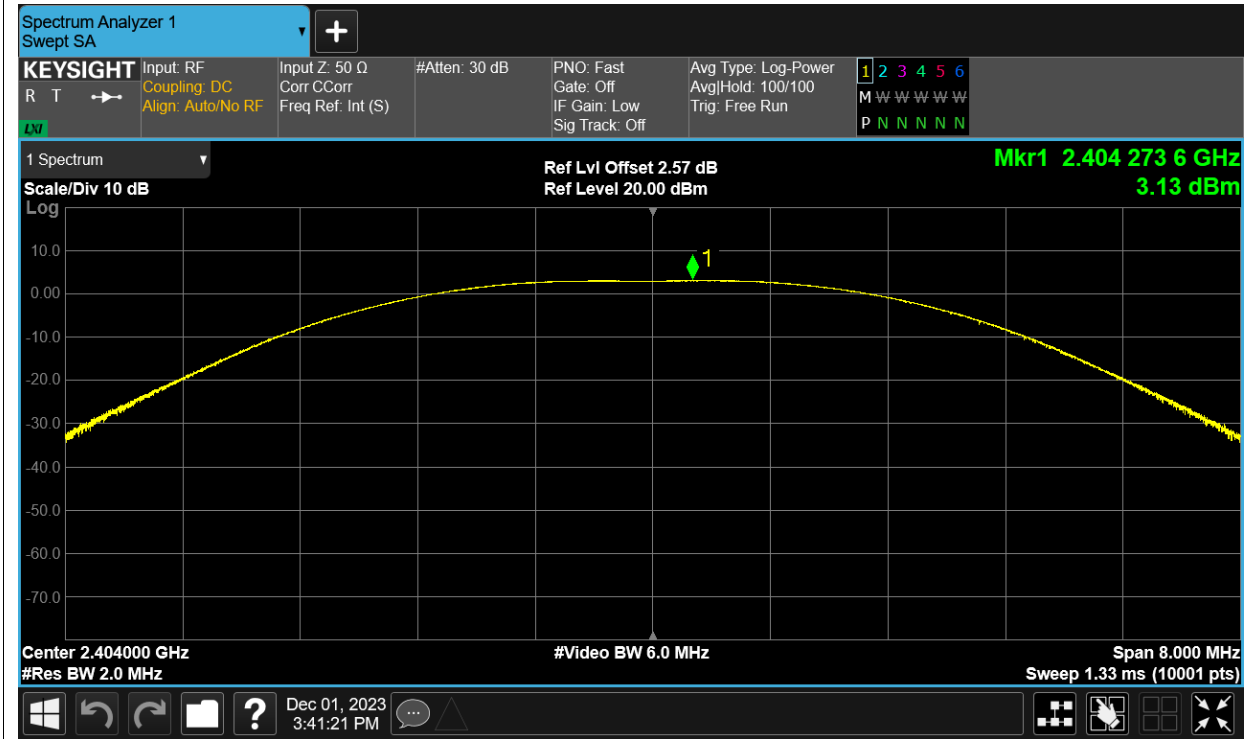 Spectrum Analyzer 1
Swept SA
KEYSIGHT
R T
LXI
Input: RF
Coupling: DC
Align: Auto/No RF
Input Z: 50 Ω
Corr CCorr
Freq Ref: Int (S)
#Atten: 30 dB
PNO: Fast
Gate: Off
IF Gain: Low
Sig Track: Off
Avg Type: Log-Power
Avg|Hold: 100/100
Trig: Free Run
1 2 3 4 5 6
M W W W W W
P N N N N N
1 Spectrum
Scale/Div 10 dB
Log
Ref Lvl Offset 2.57 dB
Ref Level 20.00 dBm
Mkr1 2.404 273 6 GHz
3.13 dBm
1
10.0
0.00
-10.0
-20.0
-30.0
-40.0
-50.0
-60.0
-70.0
Center 2.404000 GHz
#Res BW 2.0 MHz
#Video BW 6.0 MHz
Span 8.000 MHz
Sweep 1.33 ms (10001 pts)
?
Dec 01, 2023
3:41:21 PM